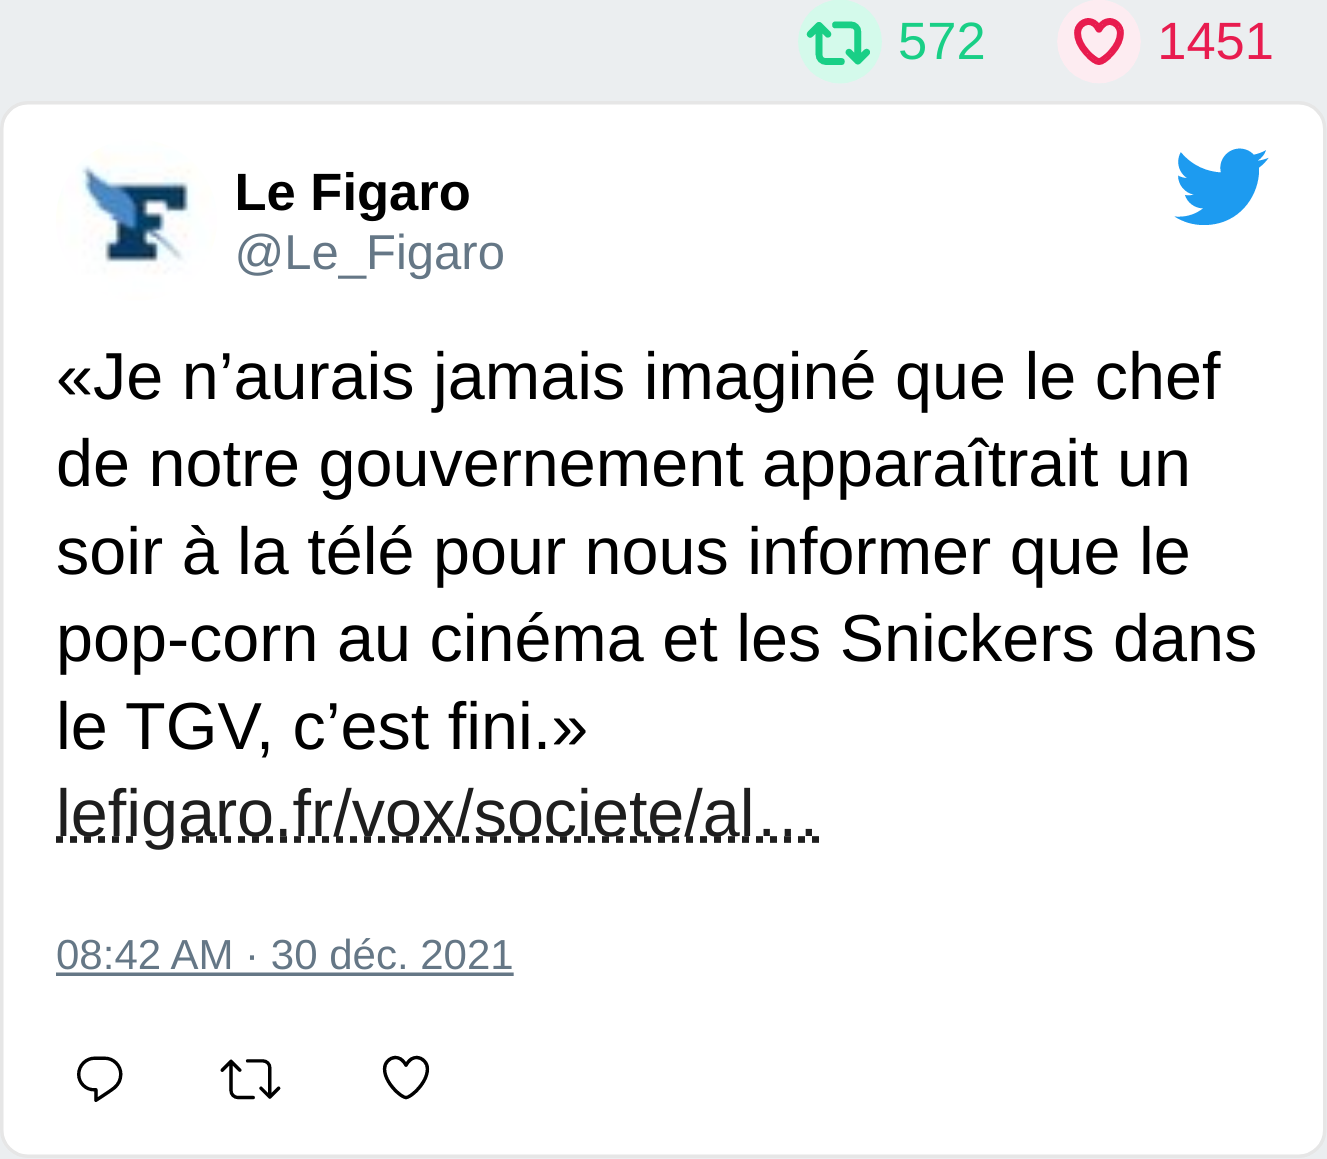 572 1451
Le Figaro
@Le_Figaro
«Je n’aurais jamais imaginé que le chef
de notre gouvernement apparaîtrait un
soir à la télé pour nous informer que le
pop-corn au cinéma et les Snickers dans
le TGV, c’est fini.»
lefigaro.fr/vox/societe/al…
08:42 AM · 30 déc. 2021